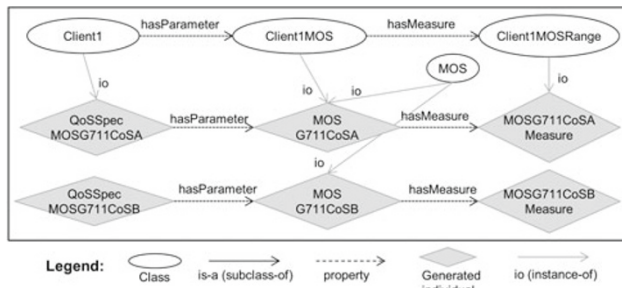 Client1
hasParameter
Client1MOS
hasMeasure
Client1MOSRange
MOS
io
io
io
io
QoSSpec
MOSG711CoSA
hasParameter
MOS
G711CoSA
hasMeasure
MOSG711CoSA
Measure
io
QoSSpec
MOSG711CoSB
hasParameter
MOS
G711CoSB
hasMeasure
MOSG711CoSB
Measure
Legend:
Class
is-a (subclass-of)
property
Generated
io (instance-of)